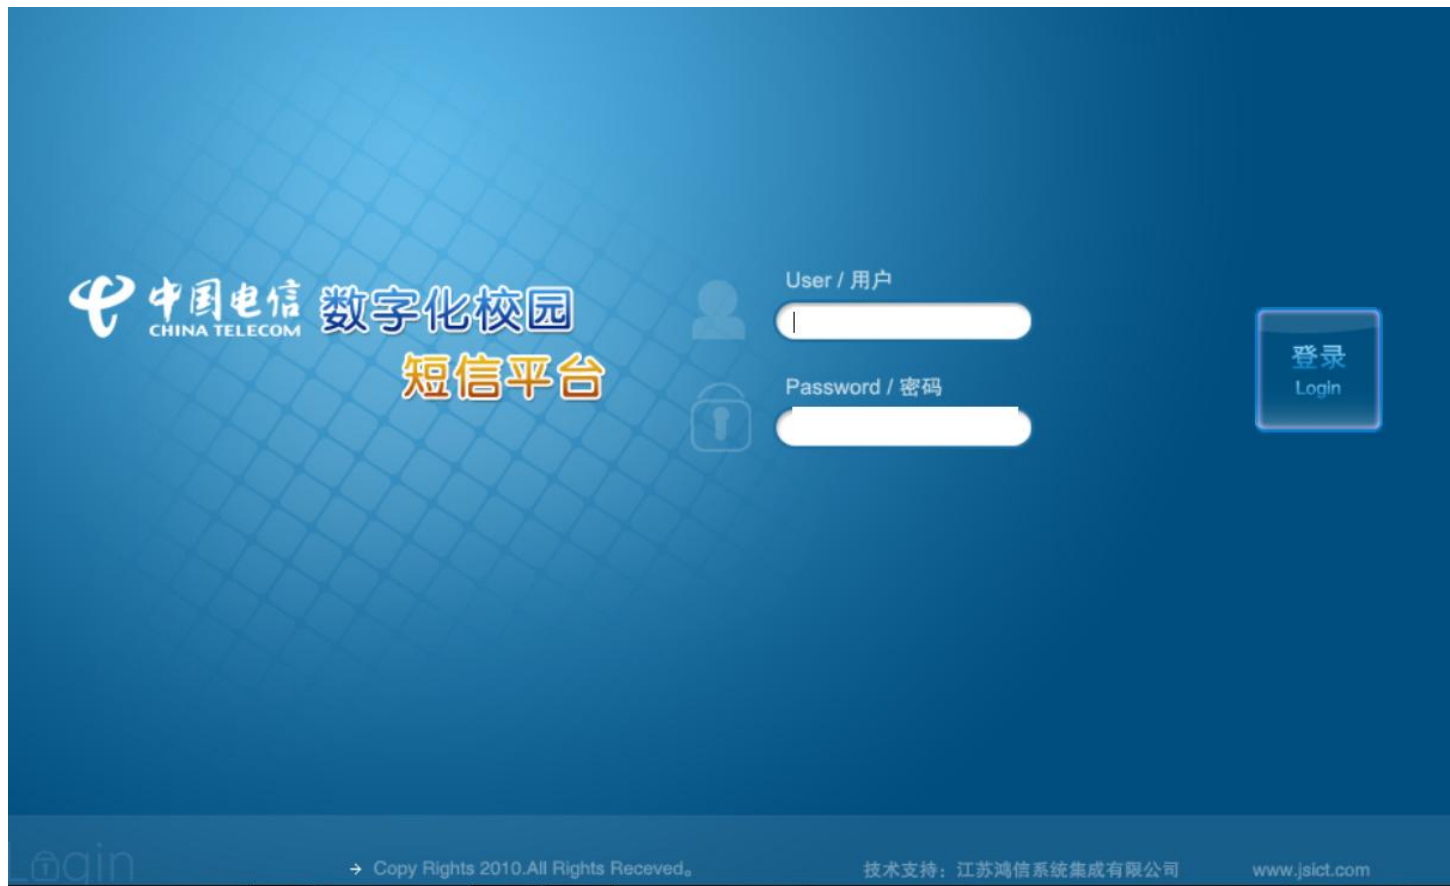 中国电信
CHINA TELECOM
数字化校园
短信平台
User / 用户
Password / 密码
登录
Login
Login
Copy Rights 2010.All Rights Receved。
技术支持：江苏鸿信系统集成有限公司
www.jsict.com